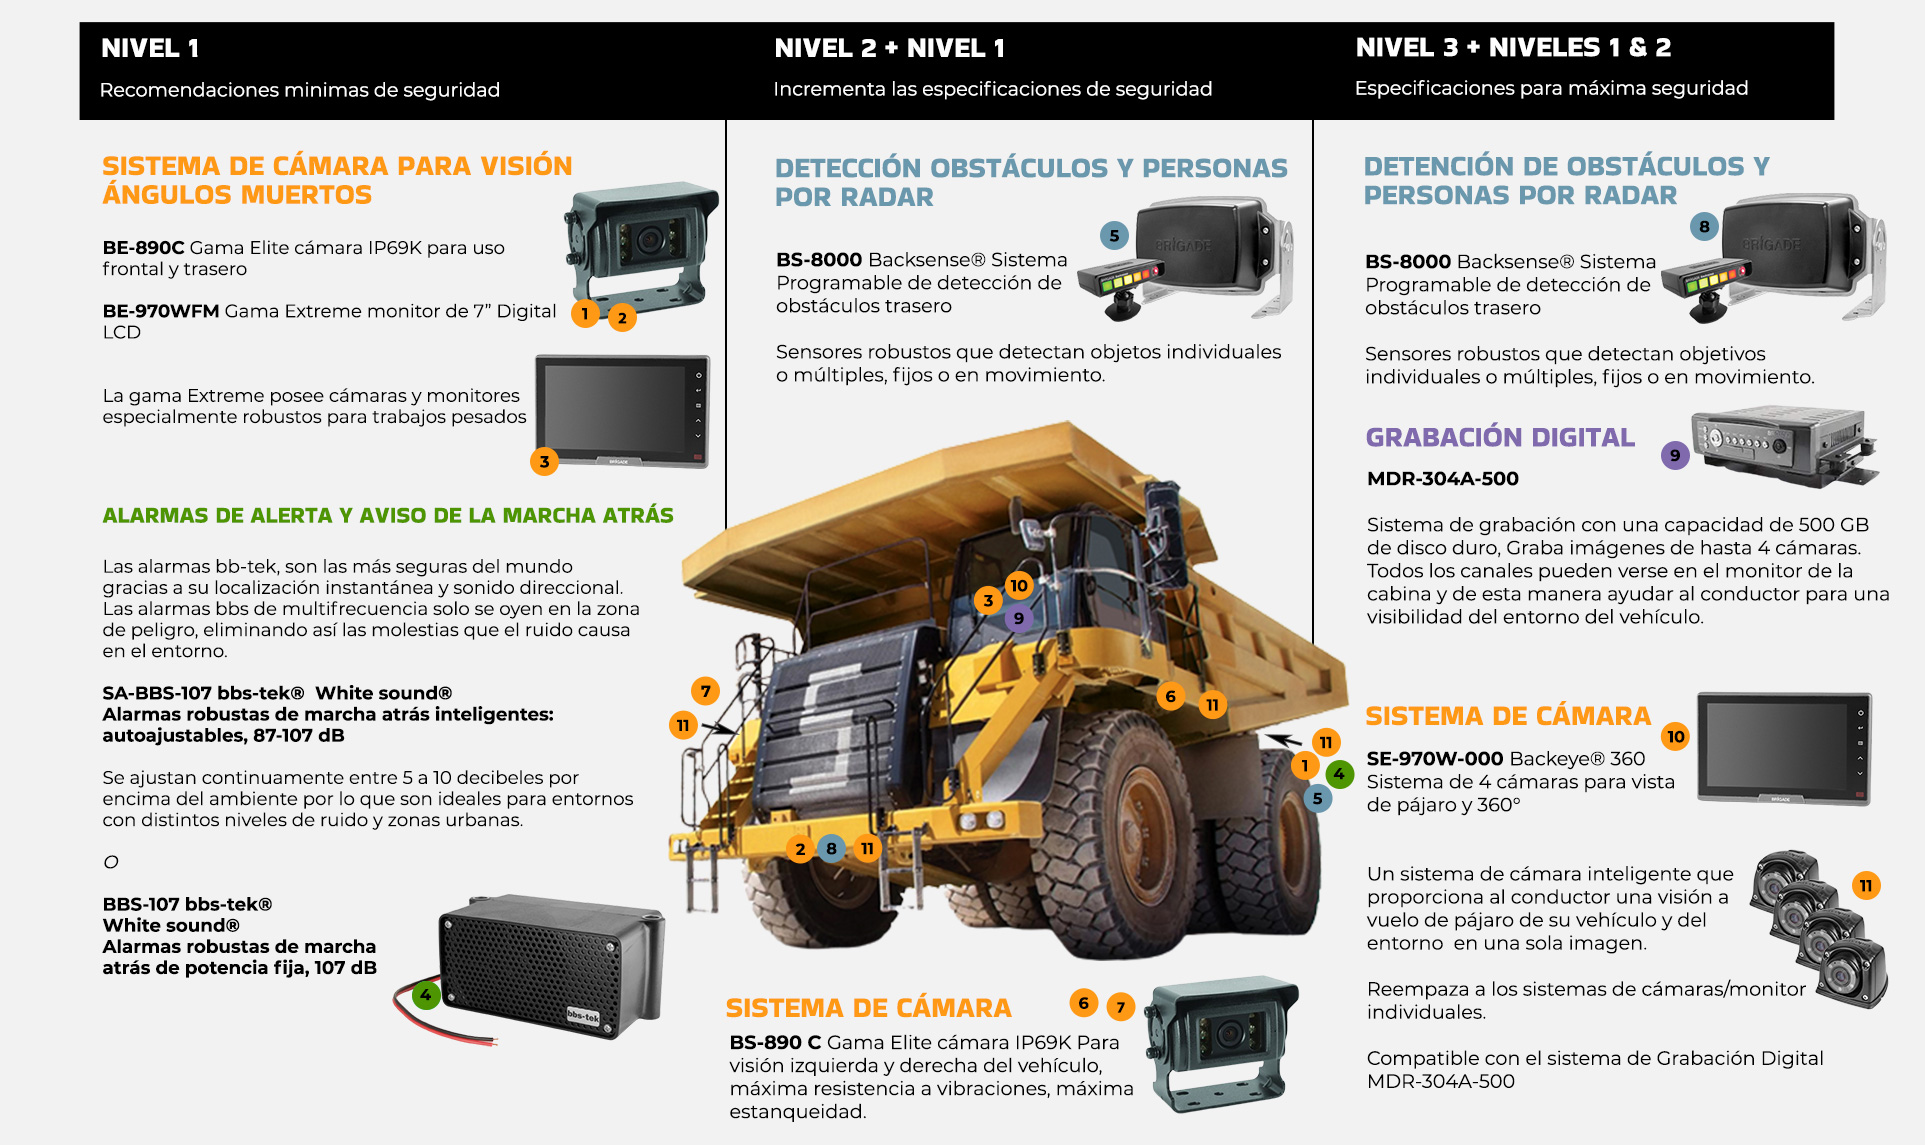 NIVEL 1
Recomendaciones minimas de seguridad
NIVEL 2 + NIVEL 1
Incrementa las especificaciones de seguridad
NIVEL 3 + NIVELES 1 & 2
Especificaciones para máxima seguridad
SISTEMA DE CÁMARA PARA VISIÓN
ÁNGULOS MUERTOS
BE-890C Gama Elite cámara IP69K para uso
frontal y trasero
BE-970WFM Gama Extreme monitor de 7” Digital
LCD
1
2
La gama Extreme posee cámaras y monitores
especialmente robustos para trabajos pesados
BRIGADE
3
ALARMAS DE ALERTA Y AVISO DE LA MARCHA ATRÁS
Las alarmas bb-tek, son las más seguras del mundo
gracias a su localización instantánea y sonido direccional.
Las alarmas bbs de multifrecuencia solo se oyen en la zona
de peligro, eliminando así las molestias que el ruido causa
en el entorno.
SA-BBS-107 bbs-tek® White sound®
Alarmas robustas de marcha atrás inteligentes:
autoajustables, 87-107 dB
Se ajustan continuamente entre 5 a 10 decibeles por
encima del ambiente por lo que son ideales para entornos
con distintos niveles de ruido y zonas urbanas.
O
BBS-107 bbs-tek®
White sound®
Alarmas robustas de marcha
atrás de potencia fija, 107 dB
4
bbs-tek
DETECCIÓN OBSTÁCULOS Y PERSONAS
POR RADAR
5
BRIGADE
BS-8000 Backsense® Sistema
Programable de detección de
obstáculos trasero
Sensores robustos que detectan objetos individuales
o múltiples, fijos o en movimiento.
10
3
9
7
11
6
11
11
1
4
5
2
8
11
SISTEMA DE CÁMARA
6
7
BS-890 C Gama Elite cámara IP69K Para
visión izquierda y derecha del vehículo,
máxima resistencia a vibraciones, máxima
estanqueidad.
DETENCIÓN DE OBSTÁCULOS Y
PERSONAS POR RADAR
8
BRIGADE
BS-8000 Backsense® Sistema
Programable de detección de
obstáculos trasero
Sensores robustos que detectan objetivos
individuales o múltiples, fijos o en movimiento.
GRABACIÓN DIGITAL
9
MDR-304A-500
Sistema de grabación con una capacidad de 500 GB
de disco duro, Graba imágenes de hasta 4 cámaras.
Todos los canales pueden verse en el monitor de la
cabina y de esta manera ayudar al conductor para una
visibilidad del entorno del vehículo.
SISTEMA DE CÁMARA
10
SE-970W-000 Backeye® 360
Sistema de 4 cámaras para vista
de pájaro y 360°
BRIGADE
Un sistema de cámara inteligente que
proporciona al conductor una visión a
vuelo de pájaro de su vehículo y del
entorno en una sola imagen.
11
Reempaza a los sistemas de cámaras/monitor
individuales.
Compatible con el sistema de Grabación Digital
MDR-304A-500